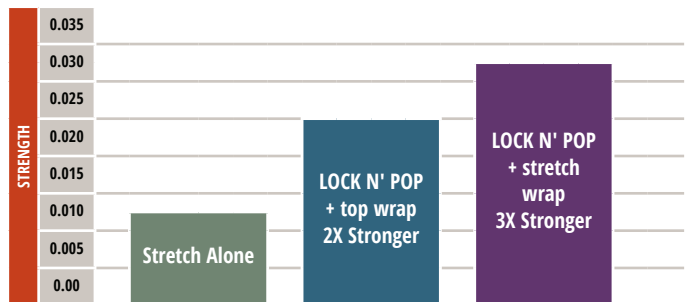 STRENGTH
0.035
0.030
0.025
0.020
0.015
0.010
0.005
0.00
Stretch Alone
LOCK N' POP
+ top wrap
2X Stronger
LOCK N' POP
+ stretch
wrap
3X Stronger